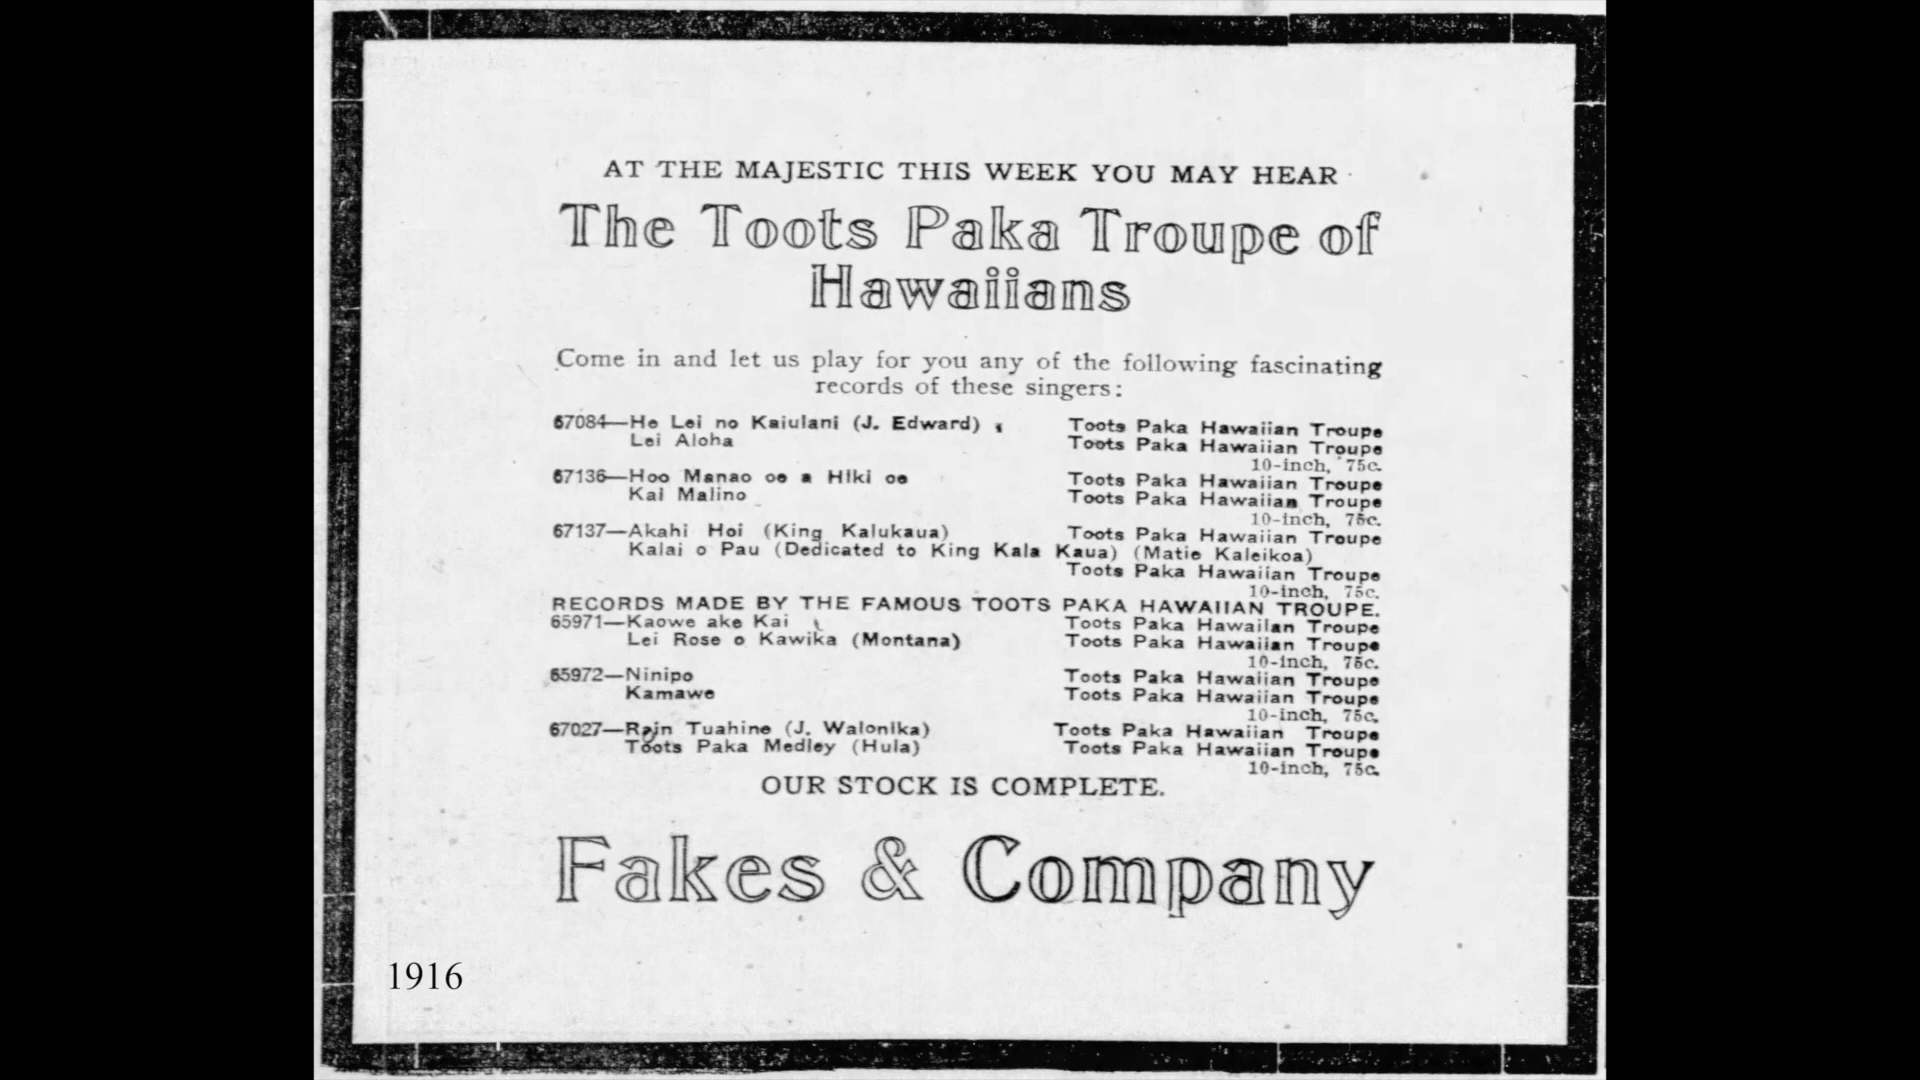 AT THE MAJESTIC THIS WEEK YOU MAY HEAR
The Toots Paka Troupe of
Hawaiians
Come in and let us play for you any of the following fascinating
records of these singers:
67084—He Lei no Kaiulani (J. Edward) Toots Paka Hawaiian Troupe
Lei Aloha Toots Paka Hawaiian Troupe
10-inch, 75c.
67136—Hoo Manao oe a Hiki oe Toots Paka Hawaiian Troupe
Kai Malino Toots Paka Hawaiian Troupe
10-inch, 75c.
67137—Akahi Hoi (King Kalukaua) Toots Paka Hawaiian Troupe
Kalai o Pau (Dedicated to King Kala Kaua) (Matie Kaleikoa)
Toots Paka Hawaiian Troupe
10-inch, 75c.
RECORDS MADE BY THE FAMOUS TOOTS PAKA HAWAIIAN TROUPE.
65971—Kaowe ake Kai Toots Paka Hawaiian Troupe
Lei Rose o Kawika (Montana) Toots Paka Hawaiian Troupe
10-inch, 75c.
65972—Ninipo Toots Paka Hawaiian Troupe
Kamawe Toots Paka Hawaiian Troupe
10-inch, 75c.
67027—Rain Tuahine (J. Walonika) Toots Paka Hawaiian Troupe
Toots Paka Medley (Hula) Toots Paka Hawaiian Troupe
10-inch, 75c.
OUR STOCK IS COMPLETE.
Fakes & Company
1916